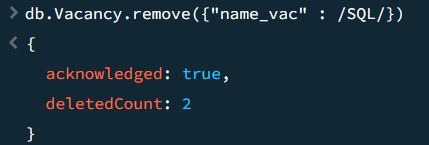 > db.Vacancy.remove({"name_vac" : /SQL/})
< {
acknowledged: true,
deletedCount: 2
}